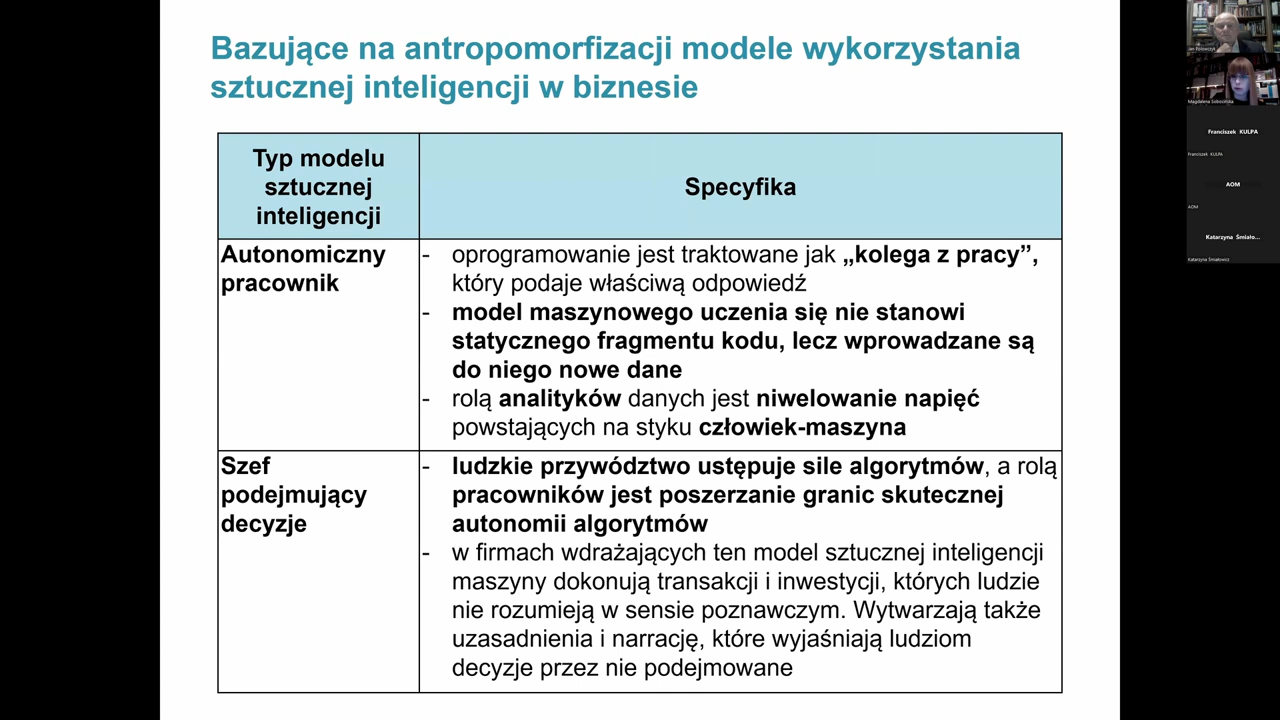 Bazujące na antropomorfizacji modele wykorzystania
sztucznej inteligencji w biznesie
Typ modelu
sztucznej
inteligencji
Specyfika
Autonomiczny
pracownik
- oprogramowanie jest traktowane jak „kolega z pracy”,
który podaje właściwą odpowiedź
- model maszynowego uczenia się nie stanowi
statycznego fragmentu kodu, lecz wprowadzane są
do niego nowe dane
- rolą analityków danych jest niwelowanie napięć
powstających na styku człowiek-maszyna
Szef
podejmujący
decyzje
- ludzkie przywództwo ustępuje sile algorytmów, a rolą
pracowników jest poszerzanie granic skutecznej
autonomii algorytmów
- w firmach wdrażających ten model sztucznej inteligencji
maszyny dokonują transakcji i inwestycji, których ludzie
nie rozumieją w sensie poznawczym. Wytwarzają także
uzasadnienia i narrację, które wyjaśniają ludziom
decyzje przez nie podejmowane
Magdalena Sobocińska
Franciszek KULPA
Franciszek KULPA
AOM
AOM
Katarzyna Śmiało...
Katarzyna Śmiałowicz